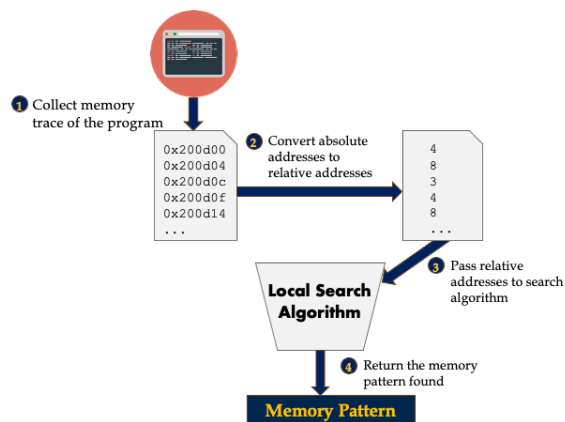 1 Collect memory
trace of the program
0x200d00
0x200d04
0x200d0c
0x200d0f
0x200d14
...
2 Convert absolute
addresses to
relative addresses
4
8
3
4
8
...
3 Pass relative
addresses to search
algorithm
Local Search
Algorithm
4 Return the memory
pattern found
Memory Pattern